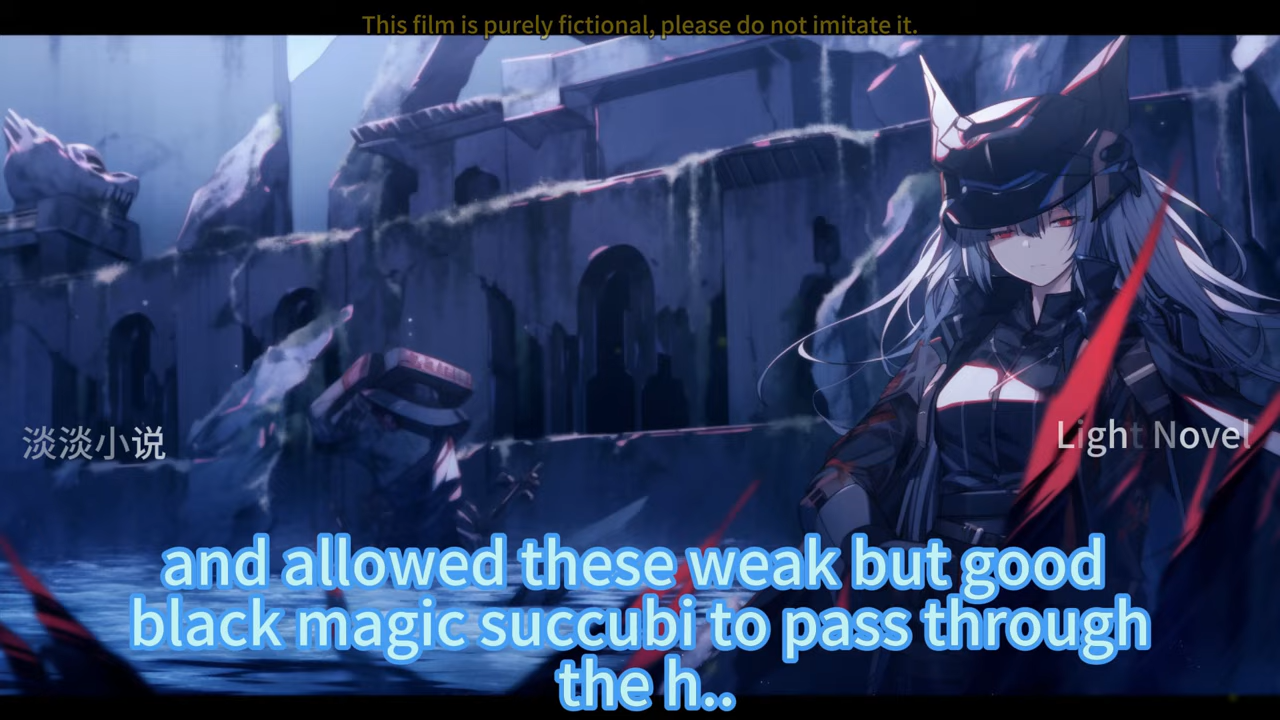 This film is purely fictional, please do not imitate it.
淡淡小说
Light Novel
and allowed these weak but good
black magic succubi to pass through
the h..